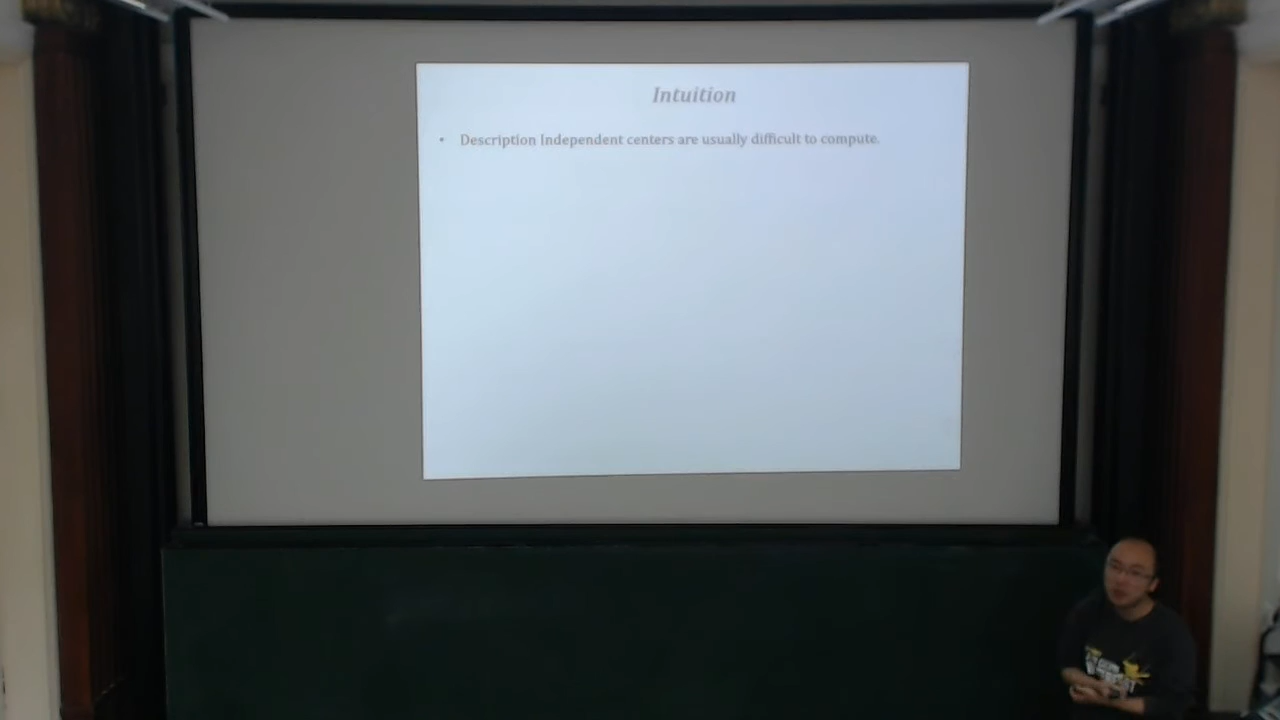 Intuition
• Description Independent centers are usually difficult to compute.